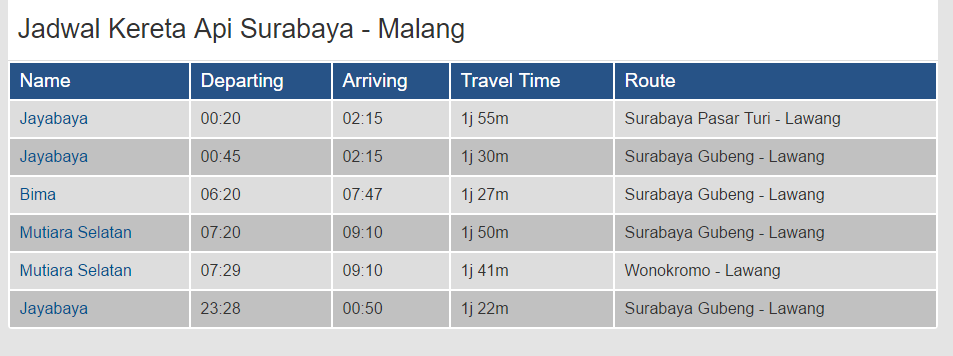 Jadwal Kereta Api Surabaya - Malang
Name Departing Arriving Travel Time Route
Jayabaya 00:20 02:15 1j 55m Surabaya Pasar Turi - Lawang
Jayabaya 00:45 02:15 1j 30m Surabaya Gubeng - Lawang
Bima 06:20 07:47 1j 27m Surabaya Gubeng - Lawang
Mutiara Selatan 07:20 09:10 1j 50m Surabaya Gubeng - Lawang
Mutiara Selatan 07:29 09:10 1j 41m Wonokromo - Lawang
Jayabaya 23:28 00:50 1j 22m Surabaya Gubeng - Lawang